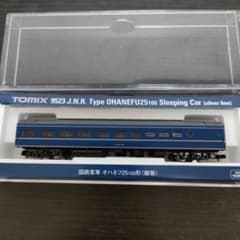 TOMIX 9523 J.N.R. Type OHANEFU25100 Sleeping Car (silver line)
国鉄客車 オハネフ25100形(銀帯)